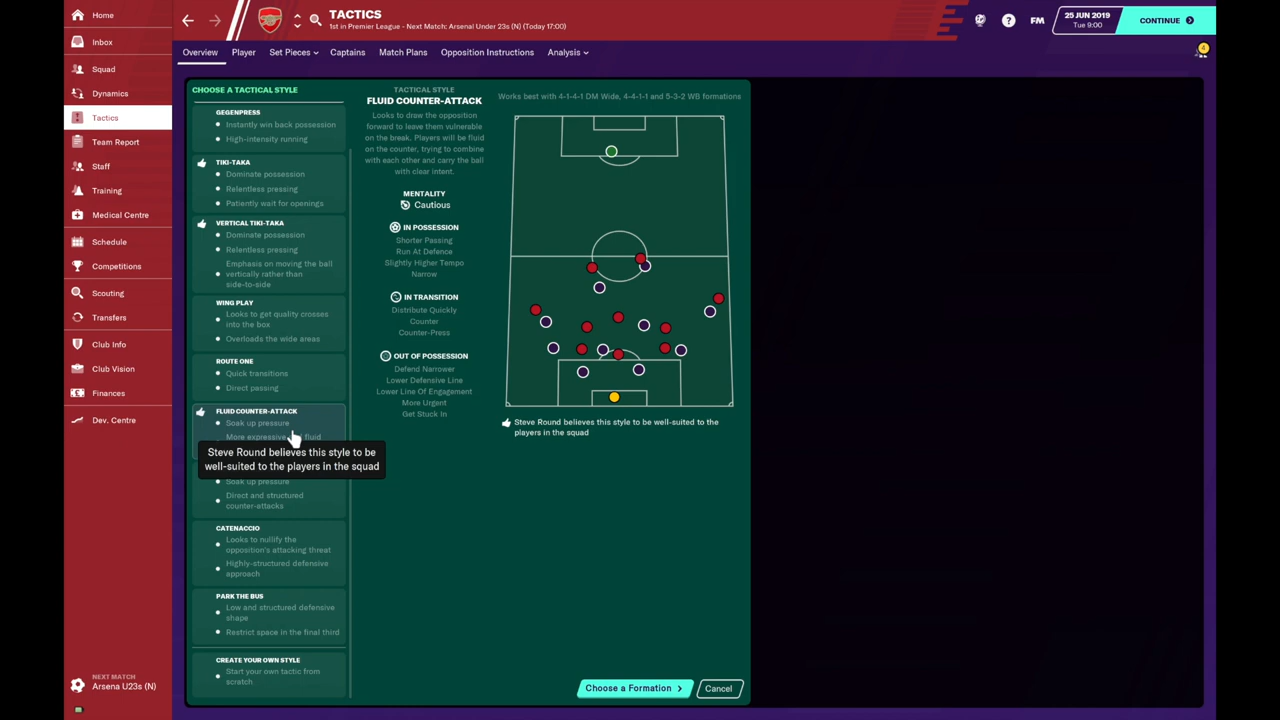 Home
Inbox
Squad
Dynamics
Tactics
Team Report
Staff
Training
Medical Centre
Schedule
Competitions
Scouting
Transfers
Club Info
Club Vision
Finances
Dev. Centre
NEXT MATCH
Arsena U23s (N)
TACTICS
1st in Premier League - Next Match: Arsenal Under 23s (N) (Today 17:00)
?
FM
25 JUN 2019
Tue 9:00
CONTINUE
4
Overview
Player
Set Pieces
Captains
Match Plans
Opposition Instructions
Analysis
CHOOSE A TACTICAL STYLE
GEGENPRESS
Instantly win back possession
High-intensity running
TIKI-TAKA
Dominate possession
Relentless pressing
Patiently wait for openings
VERTICAL TIKI-TAKA
Dominate possession
Relentless pressing
Emphasis on moving the ball
vertically rather than
side-to-side
WING PLAY
Looks to get quality crosses
into the box
Overloads the wide areas
ROUTE ONE
Quick transitions
Direct passing
FLUID COUNTER-ATTACK
Soak up pressure
More expressive fluid
Steve Round believes this style to be
well-suited to the players in the squad
Soak up pressure
Direct and structured
counter-attacks
CATENACCIO
Looks to nullify the
opposition's attacking threat
Highly-structured defensive
approach
PARK THE BUS
Low and structured defensive
shape
Restrict space in the final third
CREATE YOUR OWN STYLE
Start your own tactic from
scratch
TACTICAL STYLE
FLUID COUNTER-ATTACK
Looks to draw the opposition
forward to leave them vulnerable
on the break. Players will be fluid
on the counter, trying to combine
with each other and carry the ball
with clear intent.
MENTALITY
Cautious
IN POSSESSION
Shorter Passing
Run At Defence
Slightly Higher Tempo
Narrow
IN TRANSITION
Distribute Quickly
Counter
Counter-Press
OUT OF POSSESSION
Defend Narrower
Lower Defensive Line
Lower Line Of Engagement
More Urgent
Get Stuck In
Works best with 4-1-4-1 DM Wide, 4-4-1-1 and 5-3-2 WB formations
Steve Round believes this style to be well-suited to the
players in the squad
Choose a Formation
Cancel